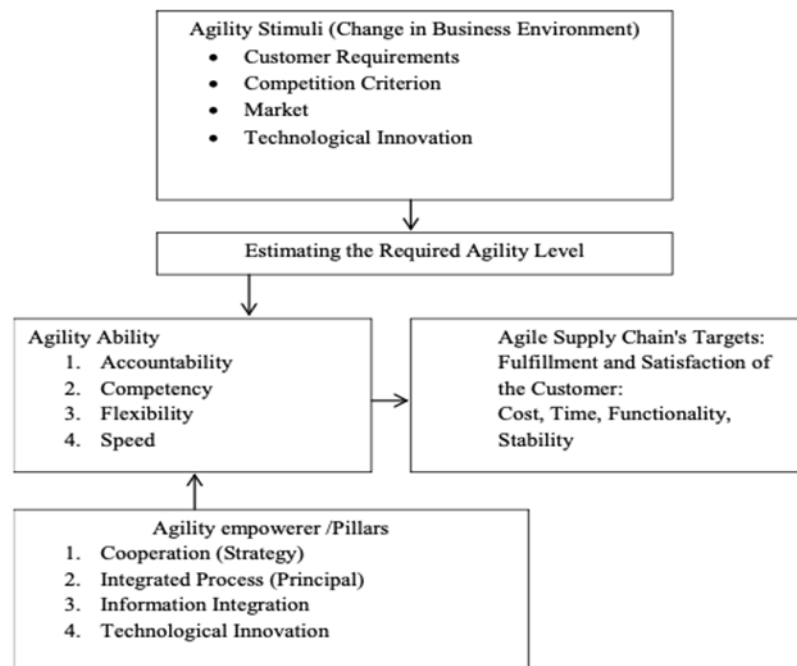 Agility Stimuli (Change in Business Environment)
• Customer Requirements
• Competition Criterion
• Market
• Technological Innovation
Estimating the Required Agility Level
Agility Ability
1. Accountability
2. Competency
3. Flexibility
4. Speed
Agile Supply Chain's Targets:
Fulfillment and Satisfaction of
the Customer:
Cost, Time, Functionality,
Stability
Agility empowerer /Pillars
1. Cooperation (Strategy)
2. Integrated Process (Principal)
3. Information Integration
4. Technological Innovation